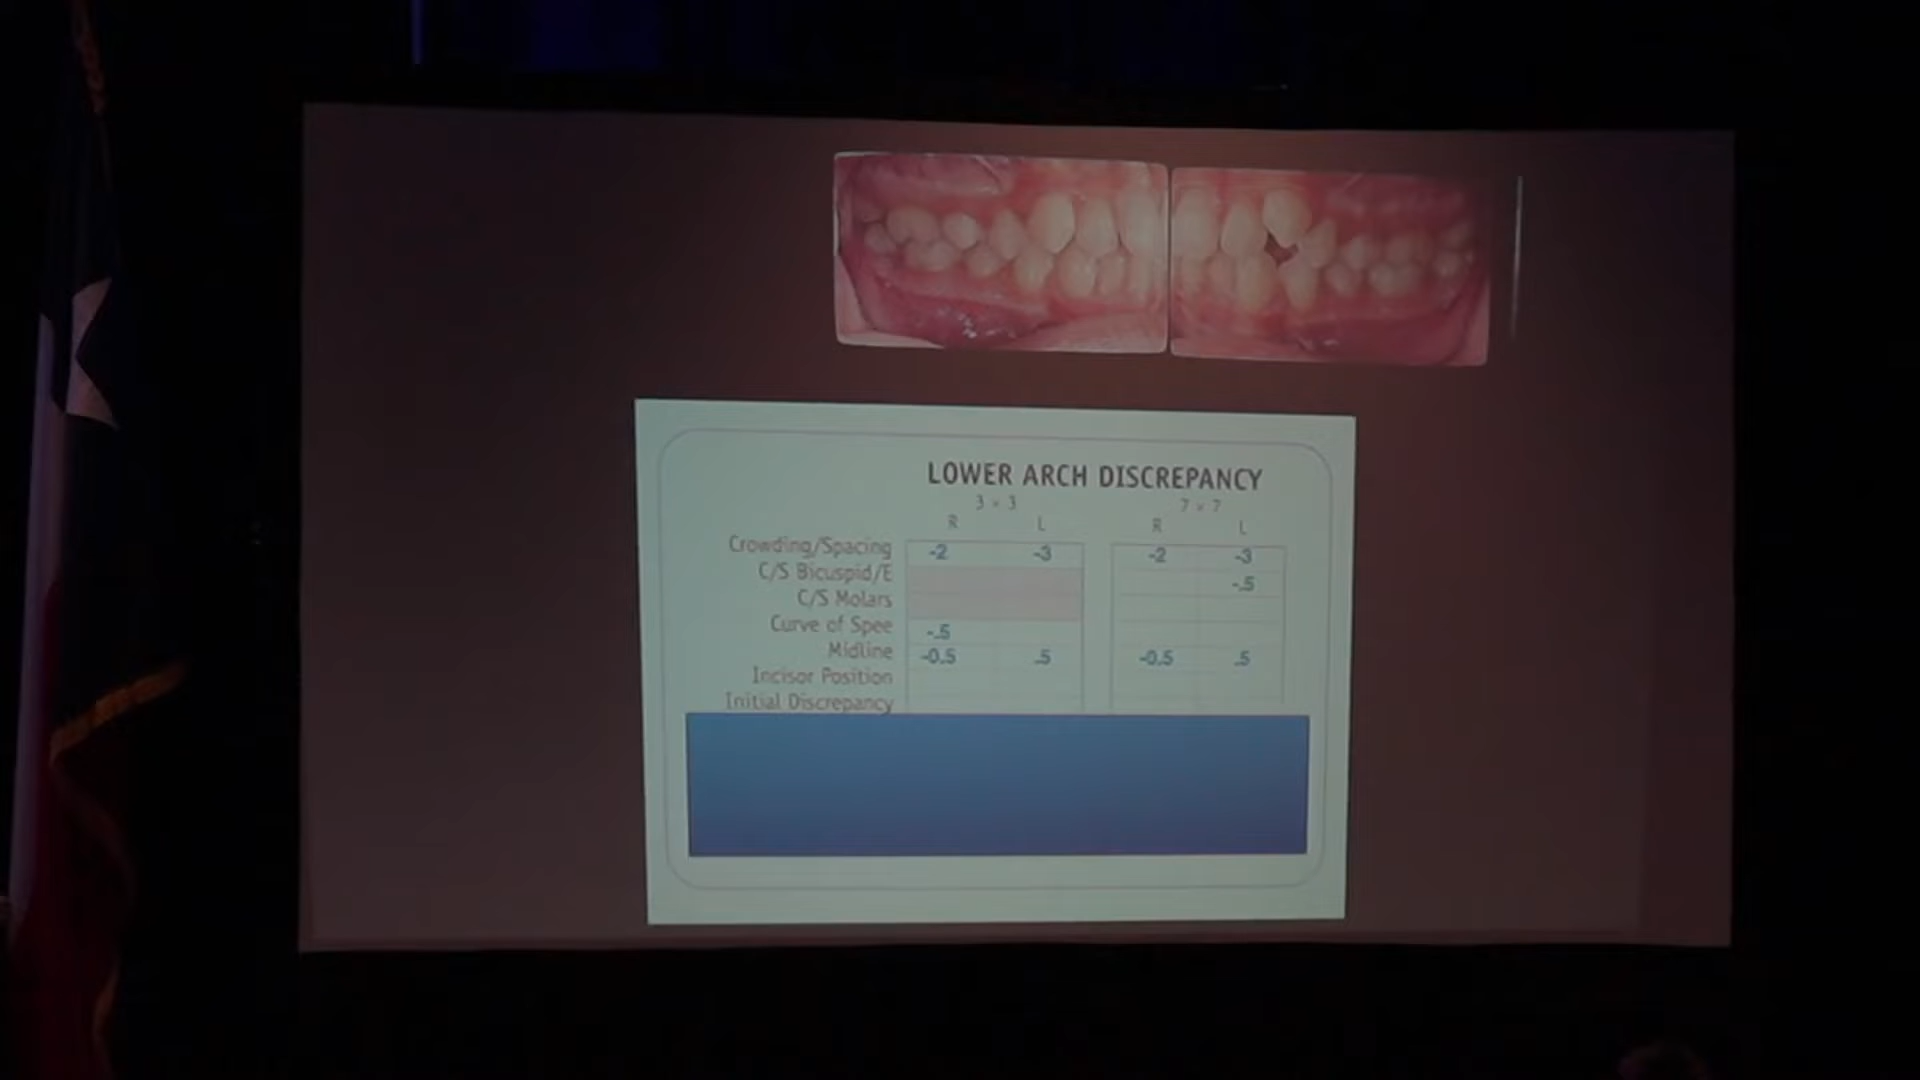 LOWER ARCH DISCREPANCY
3 × 3 7 × 7
R L R L
Crowding/Spacing -2 -3 -2 -3
C/S Bicuspid/E -.5
C/S Molars
Curve of Spee -.5
Midline -0.5 .5 -0.5 .5
Incisor Position
Initial Discrepancy